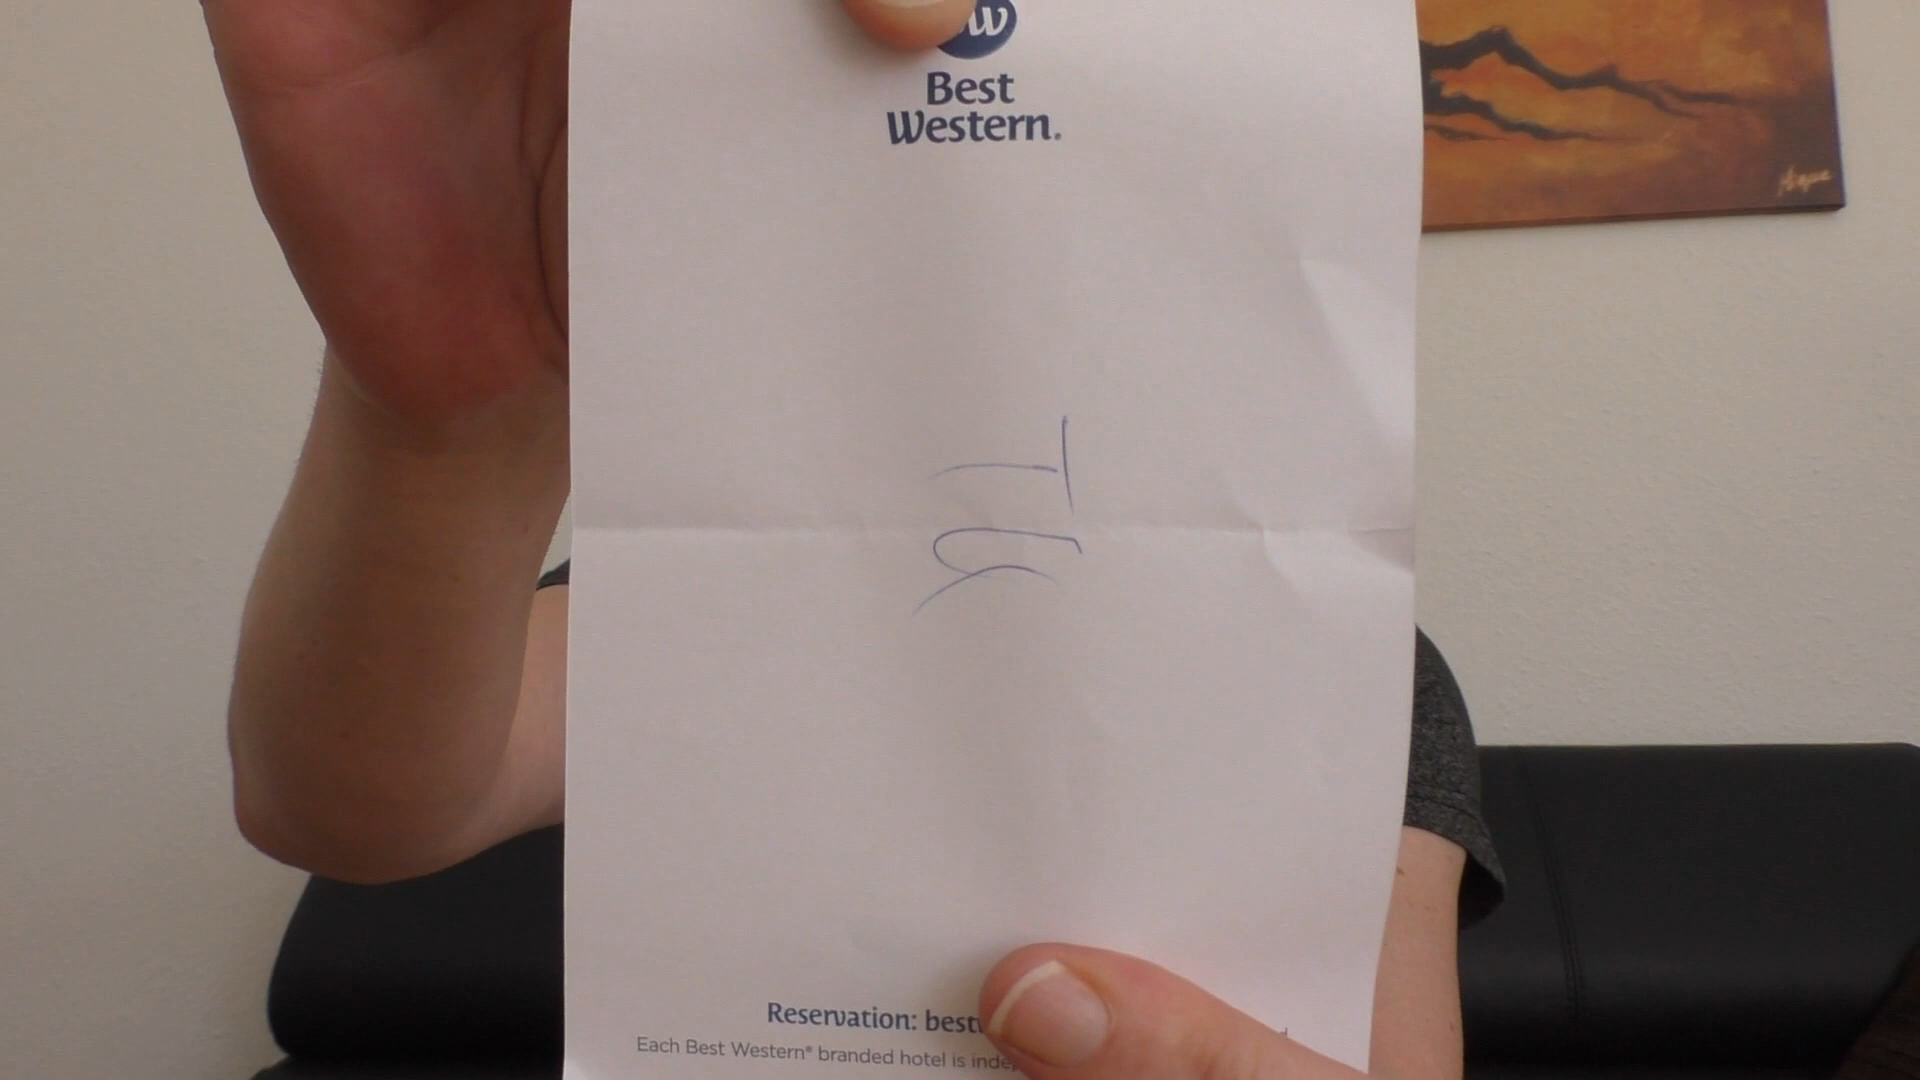 w
Best
Western.
Reservation: best
Each Best Western® branded hotel is inde